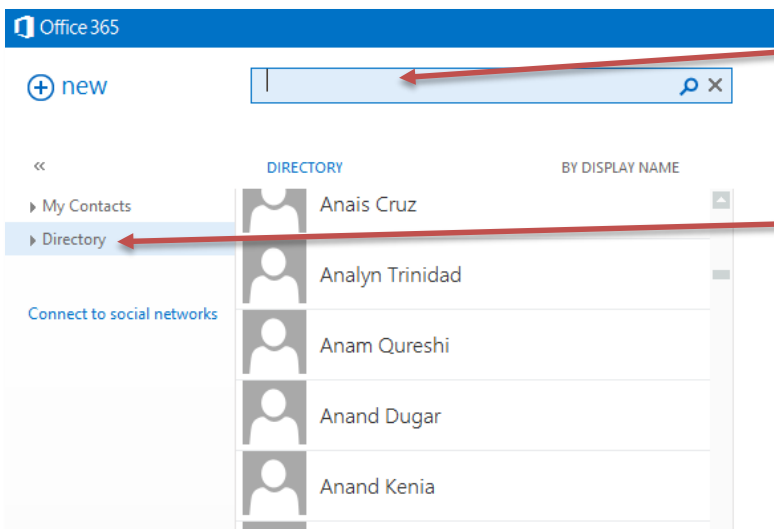 Office 365
new
«
DIRECTORY BY DISPLAY NAME
My Contacts
Directory
Connect to social networks
Anais Cruz
Analyn Trinidad
Anam Qureshi
Anand Dugar
Anand Kenia